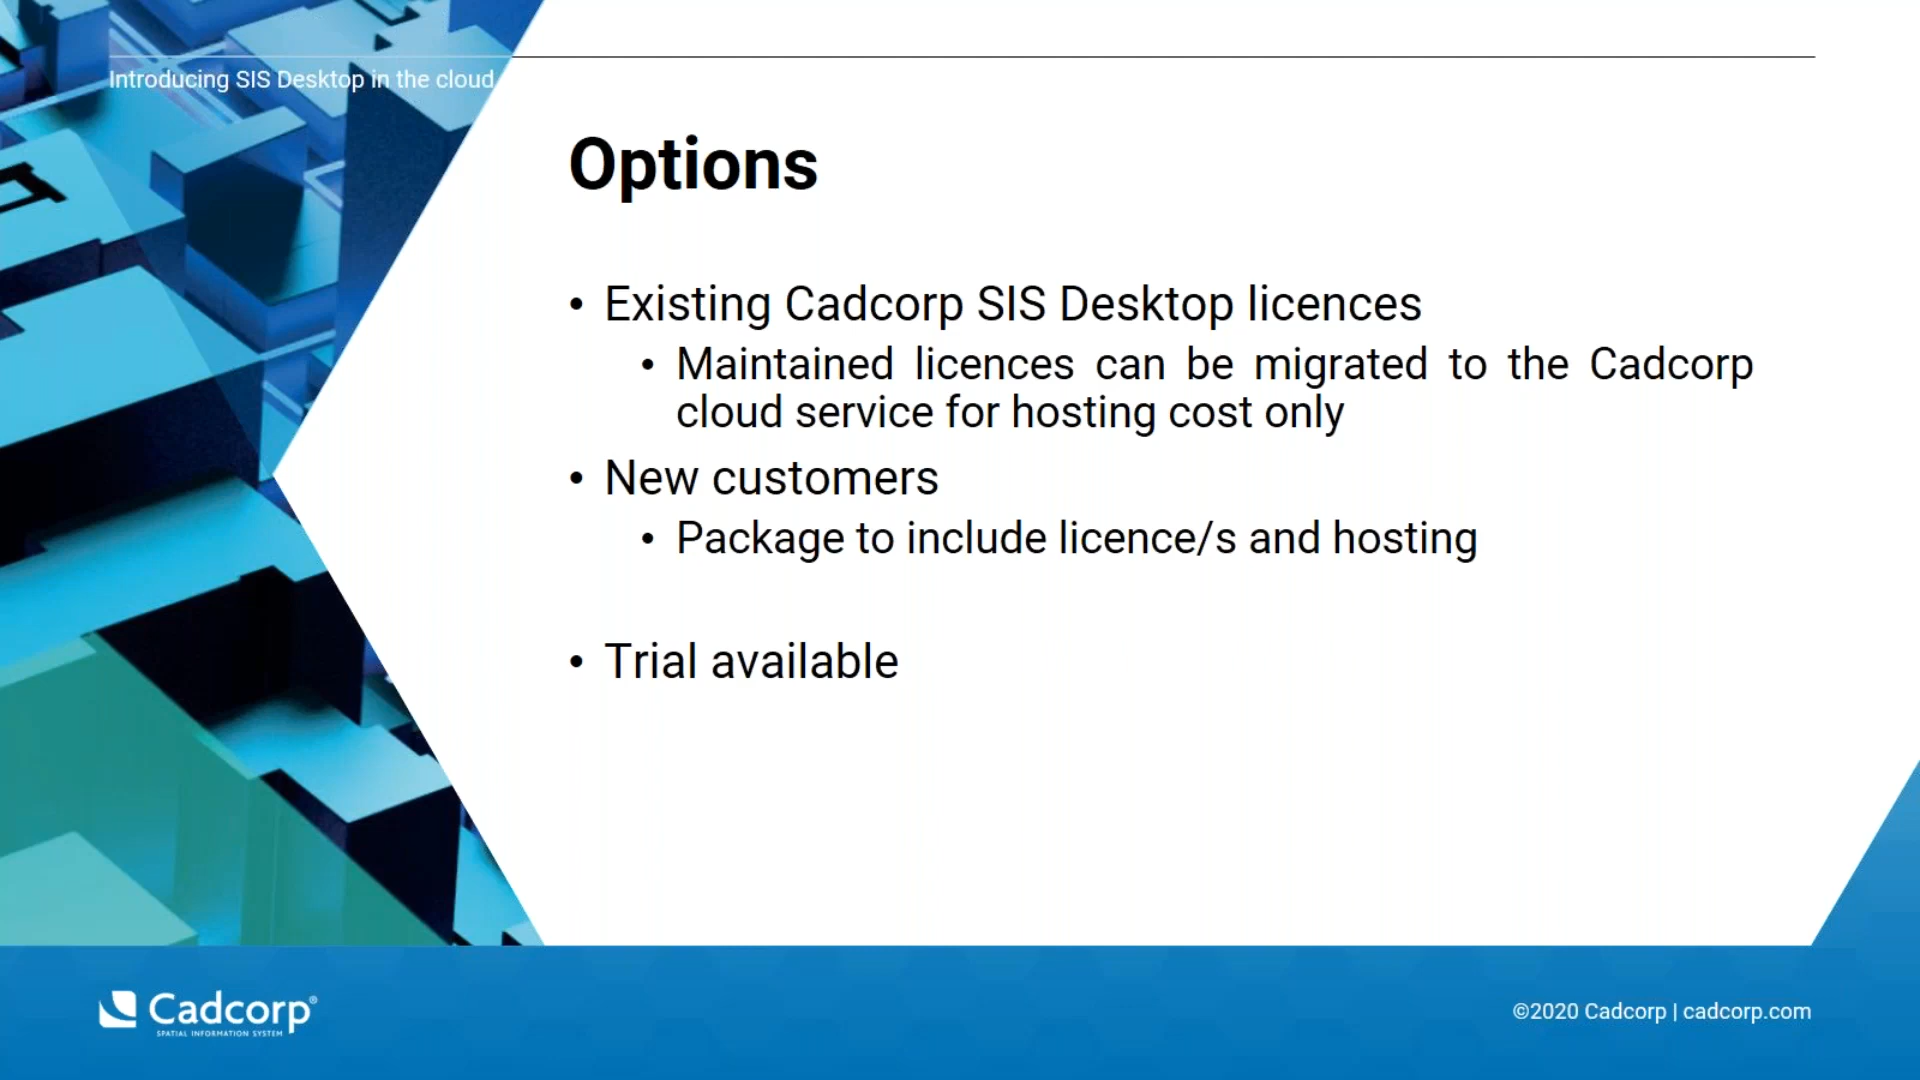 Introducing SIS Desktop in the cloud
Options
• Existing Cadcorp SIS Desktop licences
• Maintained licences can be migrated to the Cadcorp
cloud service for hosting cost only
• New customers
• Package to include licence/s and hosting
• Trial available
Cadcorp®
SPATIAL INFORMATION SYSTEM
©2020 Cadcorp | cadcorp.com